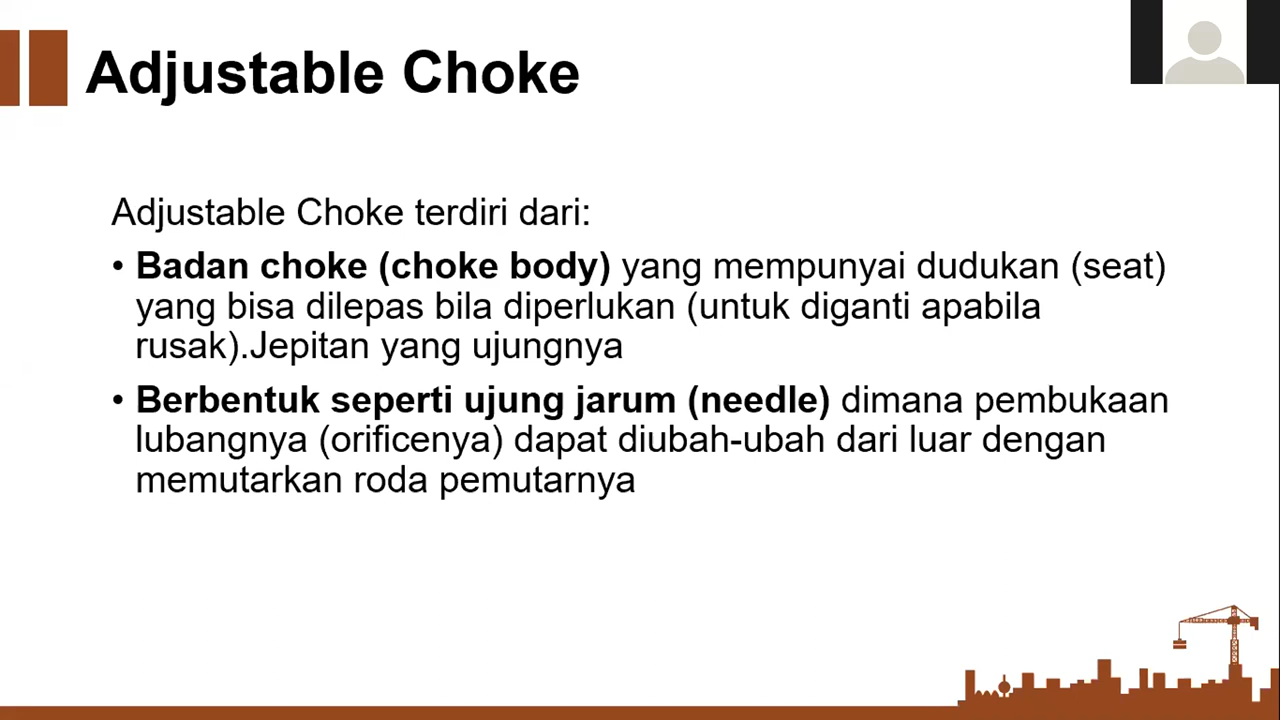 Adjustable Choke
Adjustable Choke terdiri dari:
• Badan choke (choke body) yang mempunyai dudukan (seat)
yang bisa dilepas bila diperlukan (untuk diganti apabila
rusak).Jepitan yang ujungnya
• Berbentuk seperti ujung jarum (needle) dimana pembukaan
lubangnya (orificenya) dapat diubah-ubah dari luar dengan
memutarkan roda pemutarnya